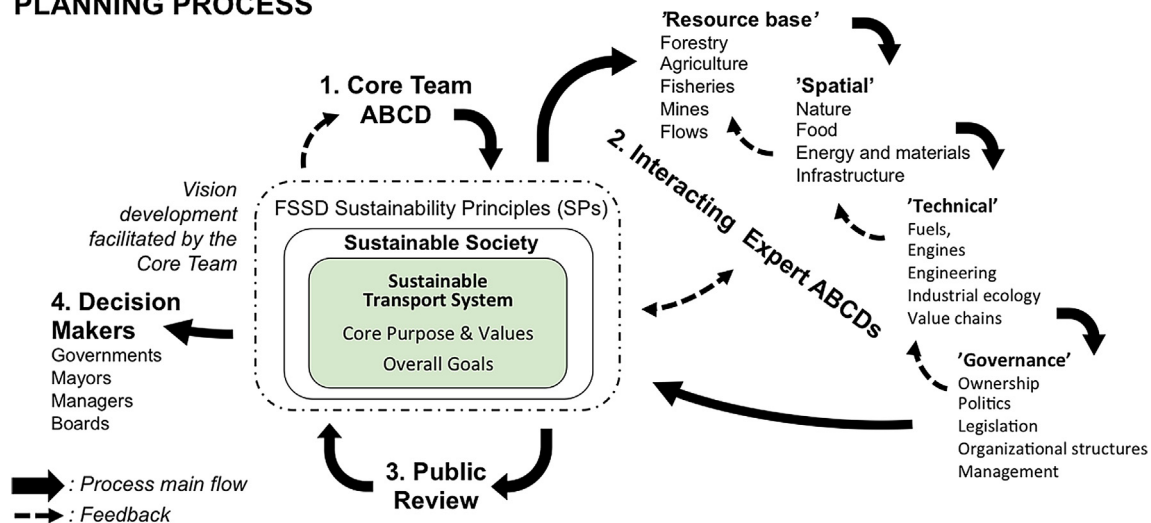 PLANNING PROCESS
1. Core Team
ABCD
Vision
development
facilitated by the
Core Team
FSSD Sustainability Principles (SPs)
Sustainable Society
Sustainable
Transport System
Core Purpose & Values
Overall Goals
2. Interacting Expert ABCDs
’Resource base’
Forestry
Agriculture
Fisheries
Mines
Flows
’Spatial’
Nature
Food
Energy and materials
Infrastructure
’Technical’
Fuels,
Engines
Engineering
Industrial ecology
Value chains
’Governance’
Ownership
Politics
Legislation
Organizational structures
Management
3. Public
Review
4. Decision
Makers
Governments
Mayors
Managers
Boards
: Process main flow
: Feedback